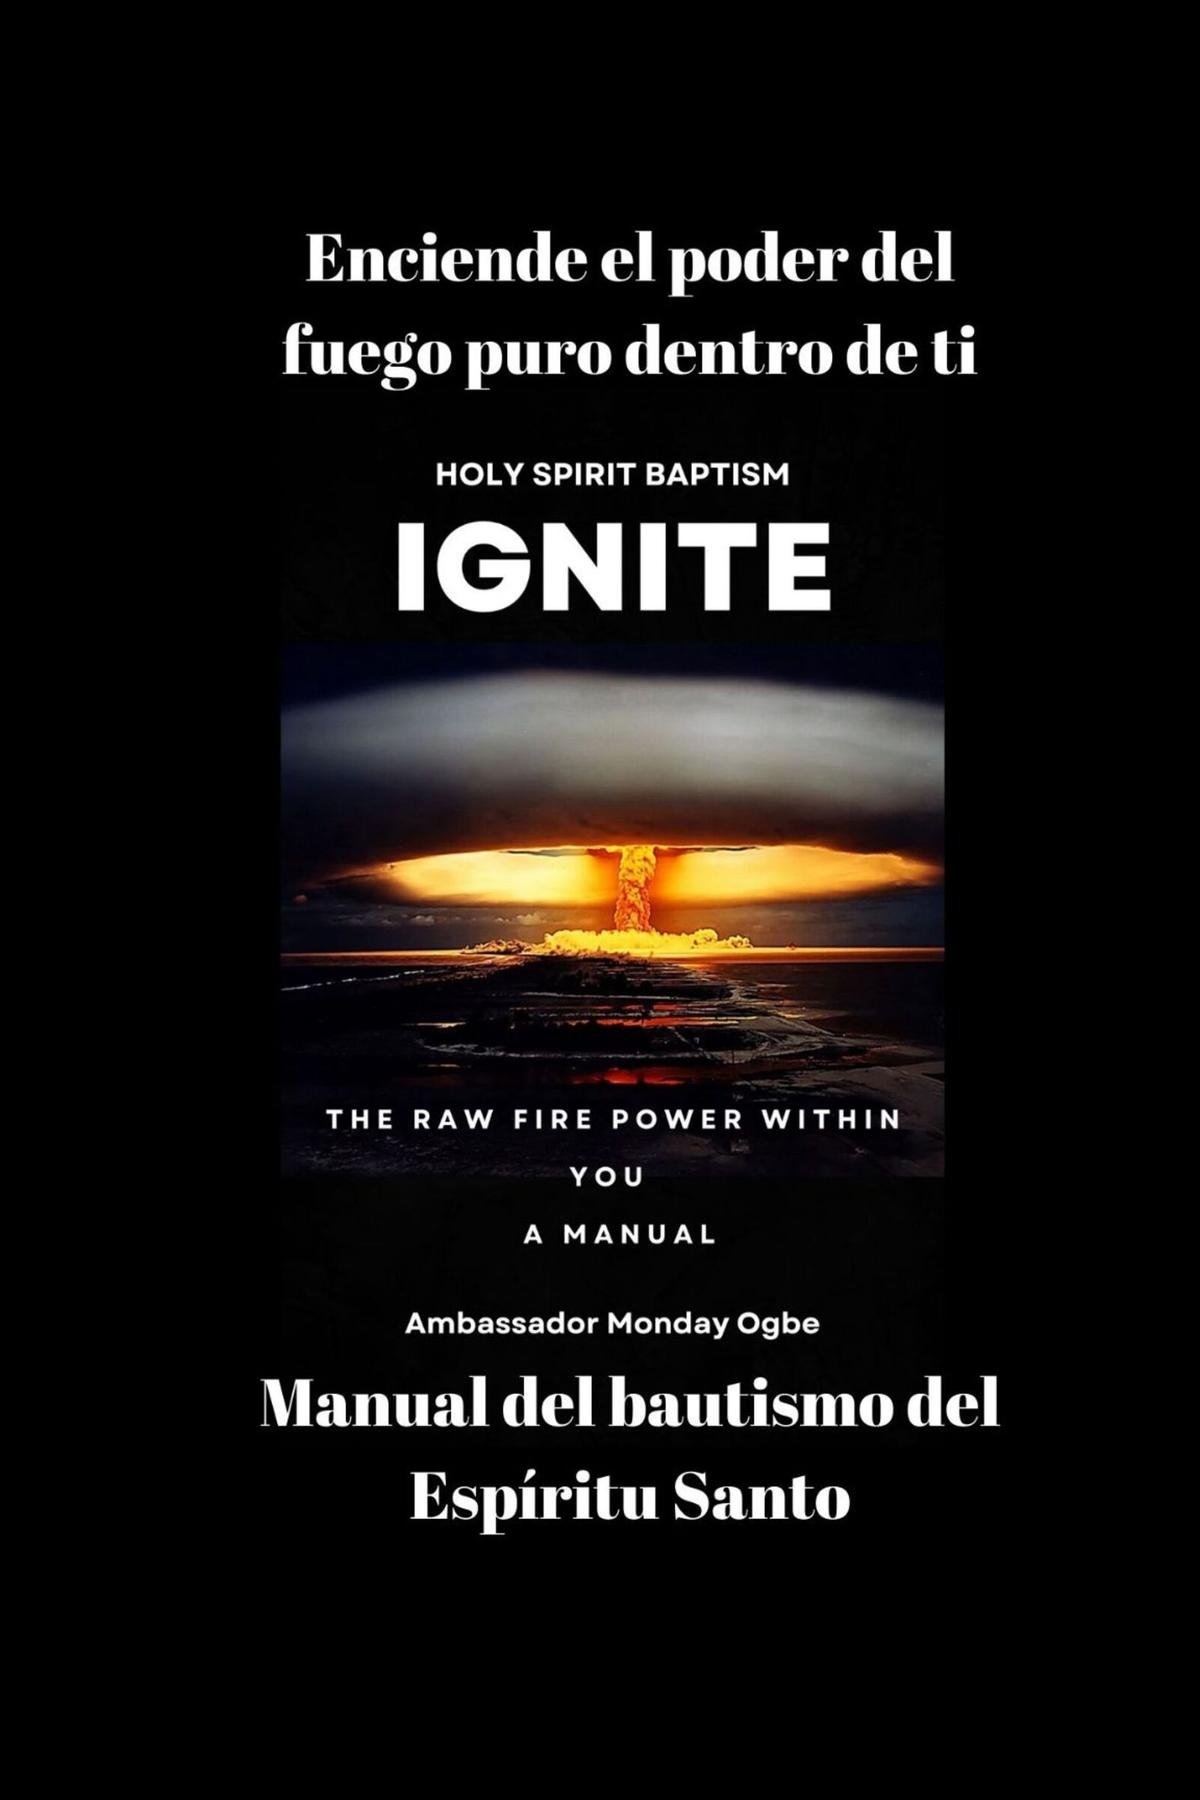 Enciende el poder del
fuego puro dentro de ti
HOLY SPIRIT BAPTISM
IGNITE
THE RAW FIRE POWER WITHIN
YOU
A MANUAL
Ambassador Monday Ogbe
Manual del bautismo del
Espíritu Santo